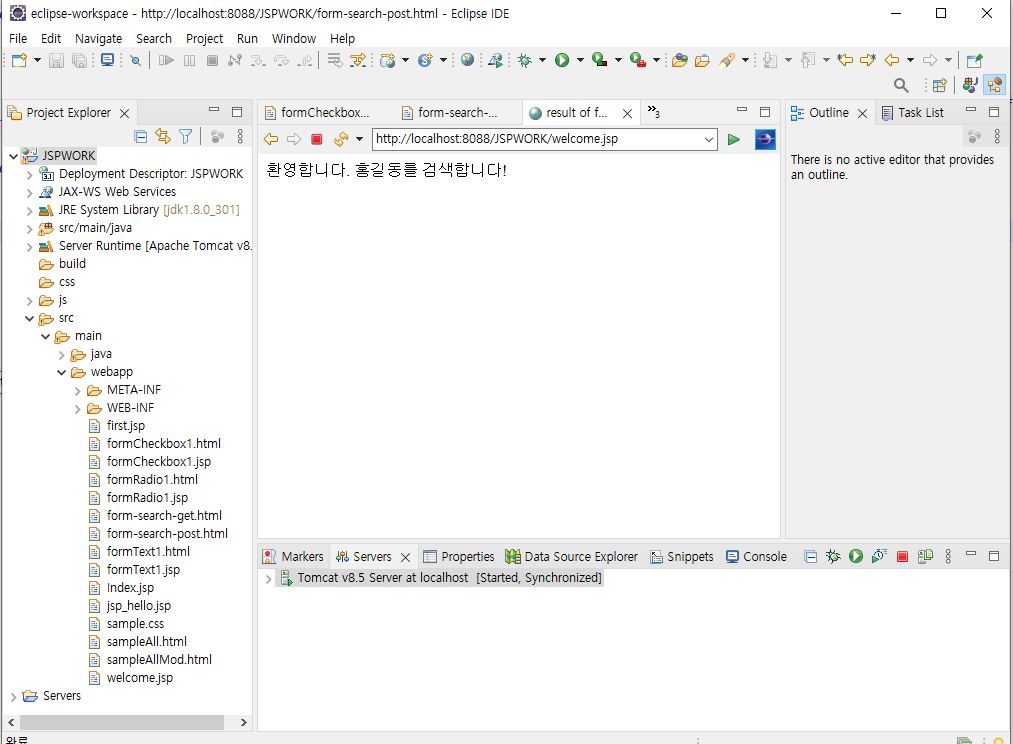 eclipse-workspace - http://localhost:8088/JSPWORK/form-search-post.html - Eclipse IDE
File Edit Navigate Search Project Run Window Help
Project Explorer
JSPWORK
Deployment Descriptor: JSPWORK
JAX-WS Web Services
JRE System Library [jdk1.8.0_301]
src/main/java
Server Runtime [Apache Tomcat v8.
build
css
js
src
main
java
webapp
META-INF
WEB-INF
first.jsp
formCheckbox1.html
formCheckbox1.jsp
formRadio1.html
formRadio1.jsp
form-search-get.html
form-search-post.html
formText1.html
formText1.jsp
Index.jsp
jsp_hello.jsp
sample.css
sampleAll.html
sampleAllMod.html
welcome.jsp
Servers
formCheckbox... form-search-... result of f... »3
http://localhost:8088/JSPWORK/welcome.jsp
환영합니다. 홍길동를 검색합니다!
Outline Task List
There is no active editor that provides
an outline.
Markers Servers Properties Data Source Explorer Snippets Console
Tomcat v8.5 Server at localhost [Started, Synchronized]
완료